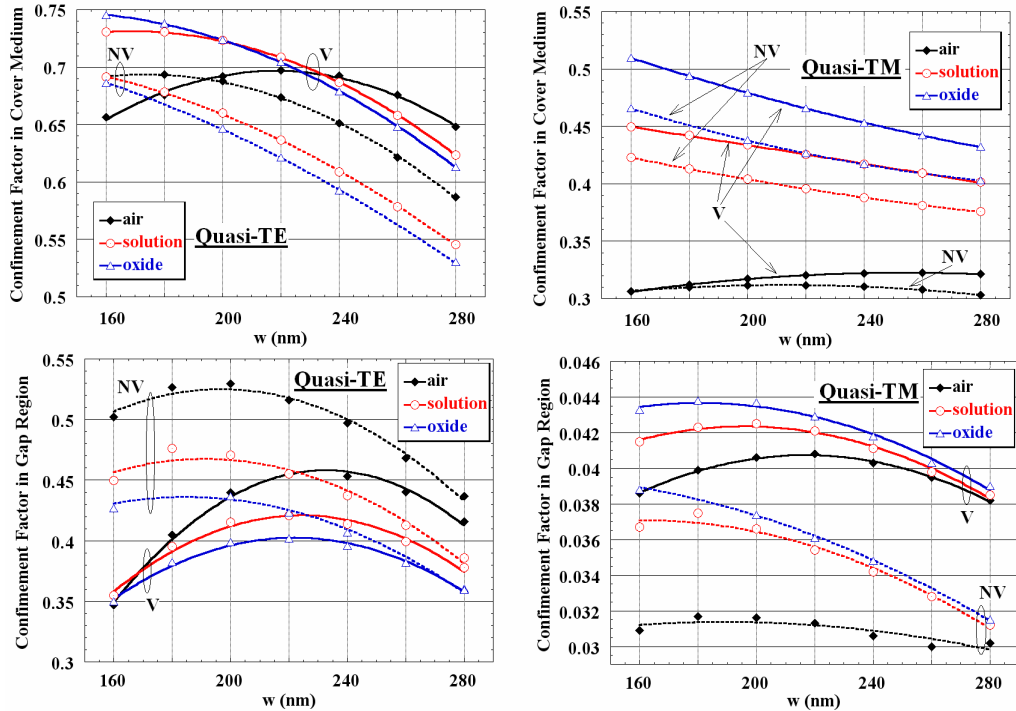 Confinement Factor in Cover Medium
0.75
0.7
0.65
0.6
0.55
0.5
NV
V
air
solution
oxide
Quasi-TE
160
200
240
280
w (nm)
Confinement Factor in Cover Medium
0.55
0.5
0.45
0.4
0.35
0.3
NV
Quasi-TM
air
solution
oxide
V
NV
160
200
240
280
w (nm)
Confinement Factor in Gap Region
0.55
0.5
0.45
0.4
0.35
0.3
NV
Quasi-TE
air
solution
oxide
V
160
200
240
280
w (nm)
Confinement Factor in Gap Region
0.046
0.044
0.042
0.04
0.038
0.036
0.034
0.032
0.03
Quasi-TM
air
solution
oxide
V
NV
160
200
240
280
w (nm)